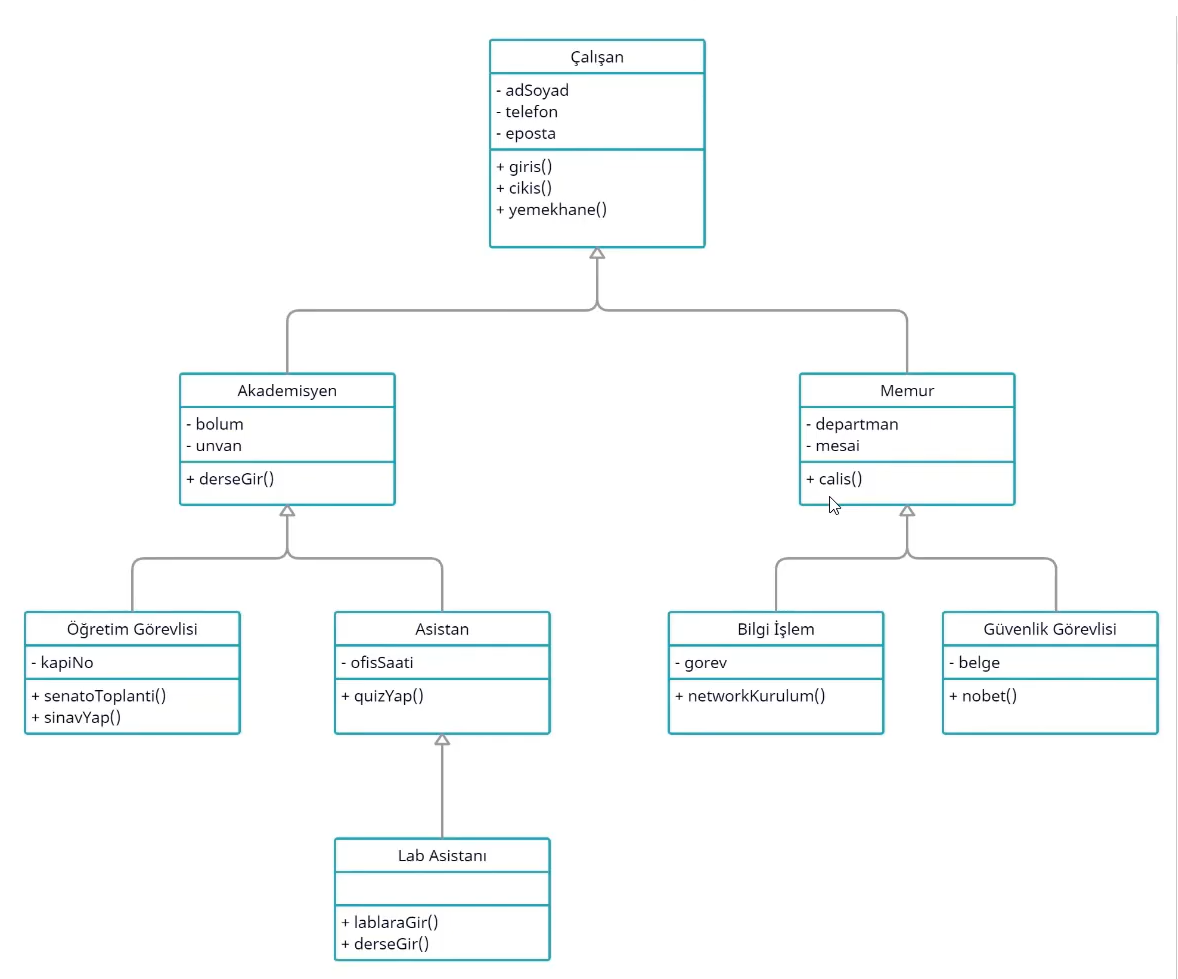 Çalışan
- adSoyad
- telefon
- eposta
+ giris()
+ cikis()
+ yemekhane()
Akademisyen
- bolum
- unvan
+ derseGir()
Memur
- departman
- mesai
+ calis()
Öğretim Görevlisi
- kapiNo
+ senatoToplanti()
+ sinavYap()
Asistan
- ofisSaati
+ quizYap()
Bilgi İşlem
- gorev
+ networkKurulum()
Güvenlik Görevlisi
- belge
+ nobet()
Lab Asistanı
+ lablaraGir()
+ derseGir()